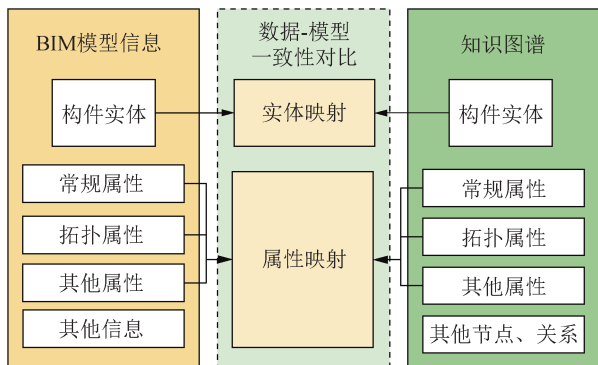 BIM模型信息
构件实体
常规属性
拓扑属性
其他属性
其他信息
数据-模型
一致性对比
实体映射
属性映射
知识图谱
构件实体
常规属性
拓扑属性
其他属性
其他节点、关系